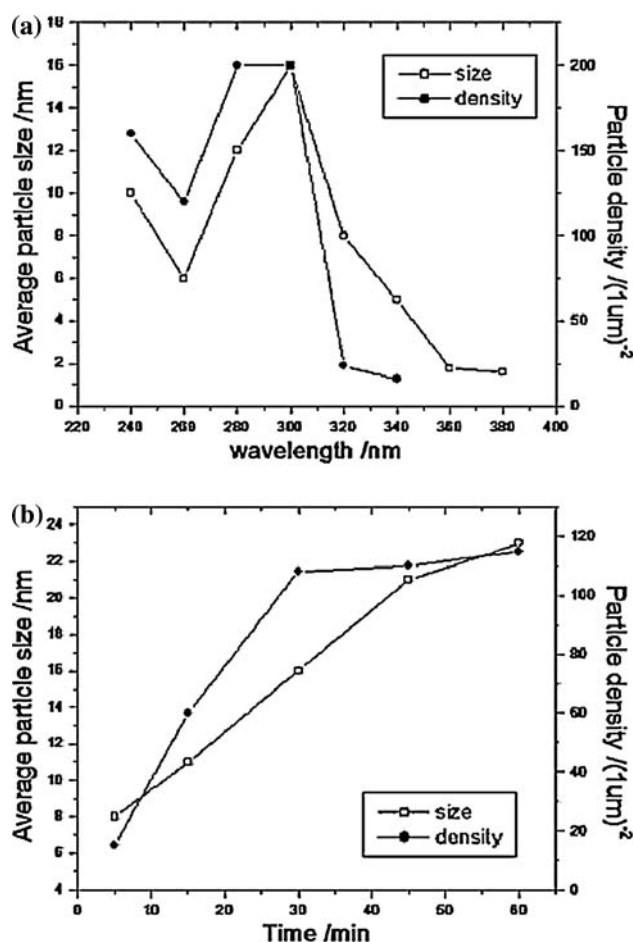 (a)
18
16
14
12
10
8
6
4
2
0
Average particle size /nm
size
density
200
150
100
50
0
Particle density /(1um)-2
220 240 260 280 300 320 340 360 380 400
wavelength /nm
(b)
24
22
20
18
16
14
12
10
8
6
4
Average particle size /nm
size
density
120
100
80
60
40
20
0
Particle density /(1um)-2
0 10 20 30 40 50 60
Time /min